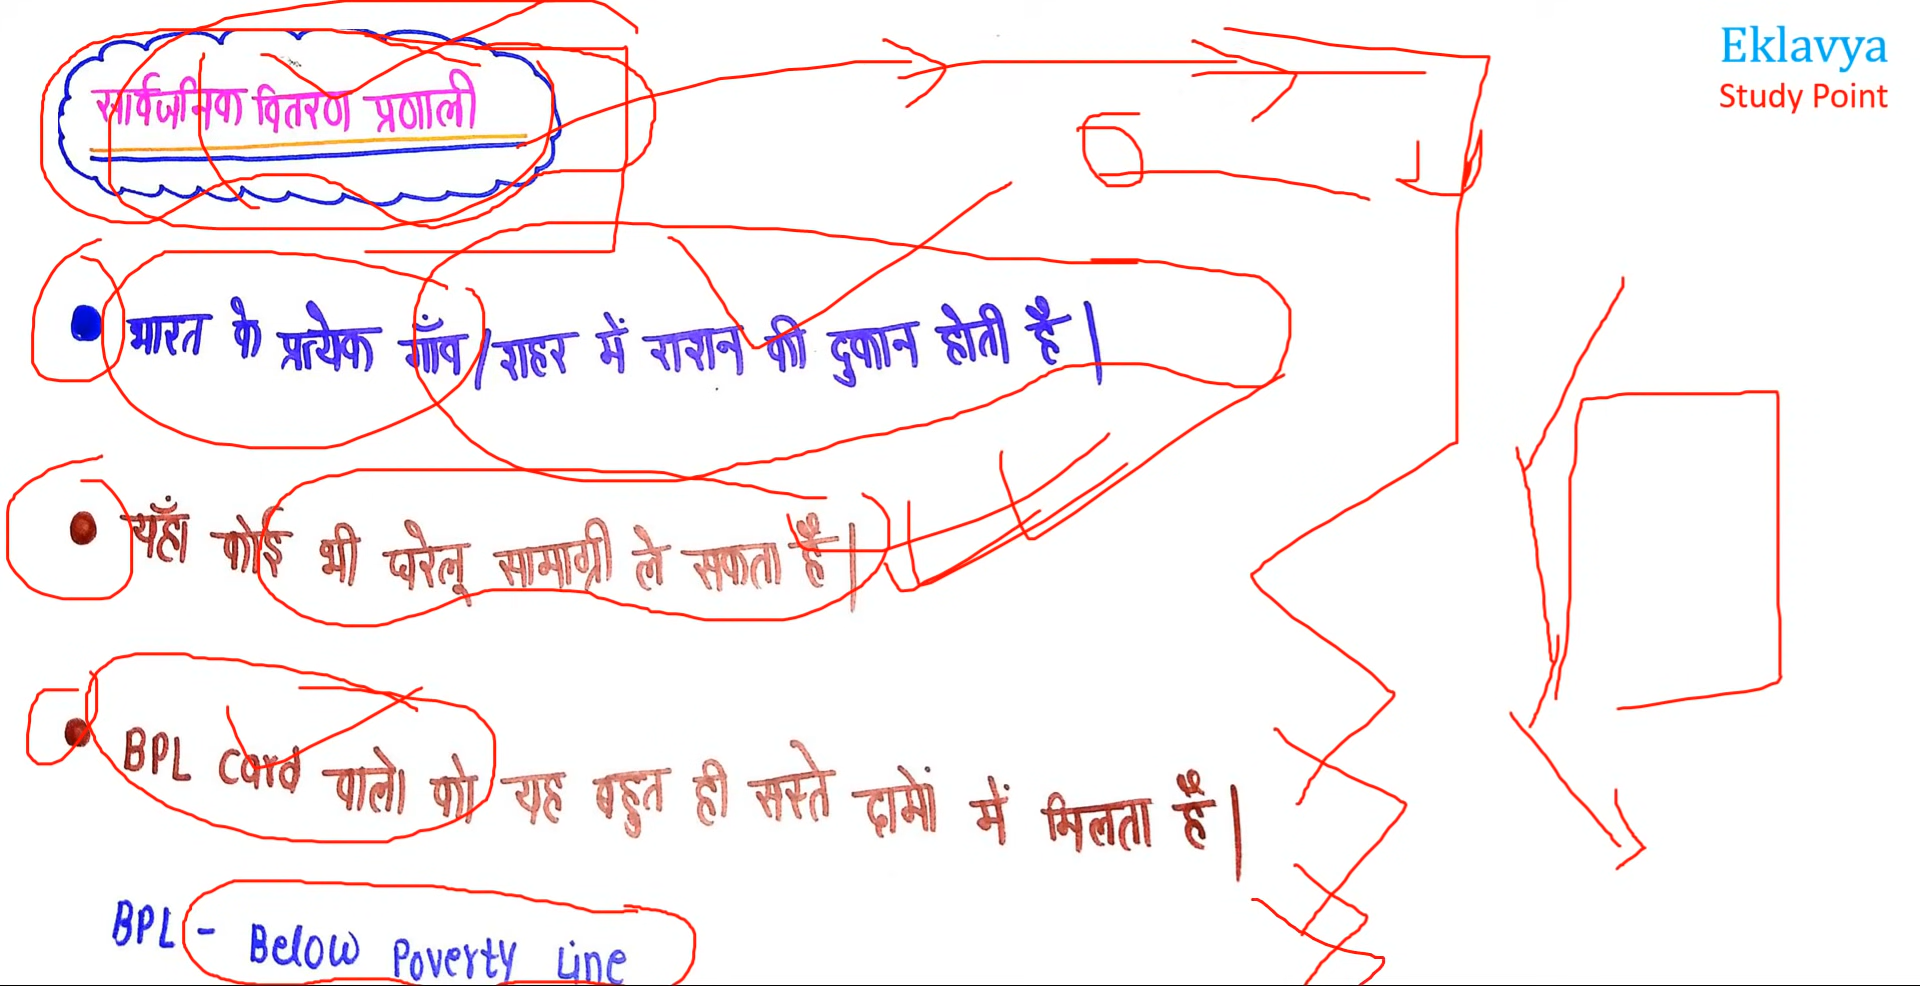 Eklavya
Study Point
सार्वजनिक वितरण प्रणाली
भारत के प्रत्येक गाँव/शहर में राशन की दुकान होती है|
यहाँ कोई भी घरेलू सामाग्री ले सकता है|
BPL Card वालो को यह बहुत ही सस्ते दामों में मिलता है|
BPL - Below Poverty Line